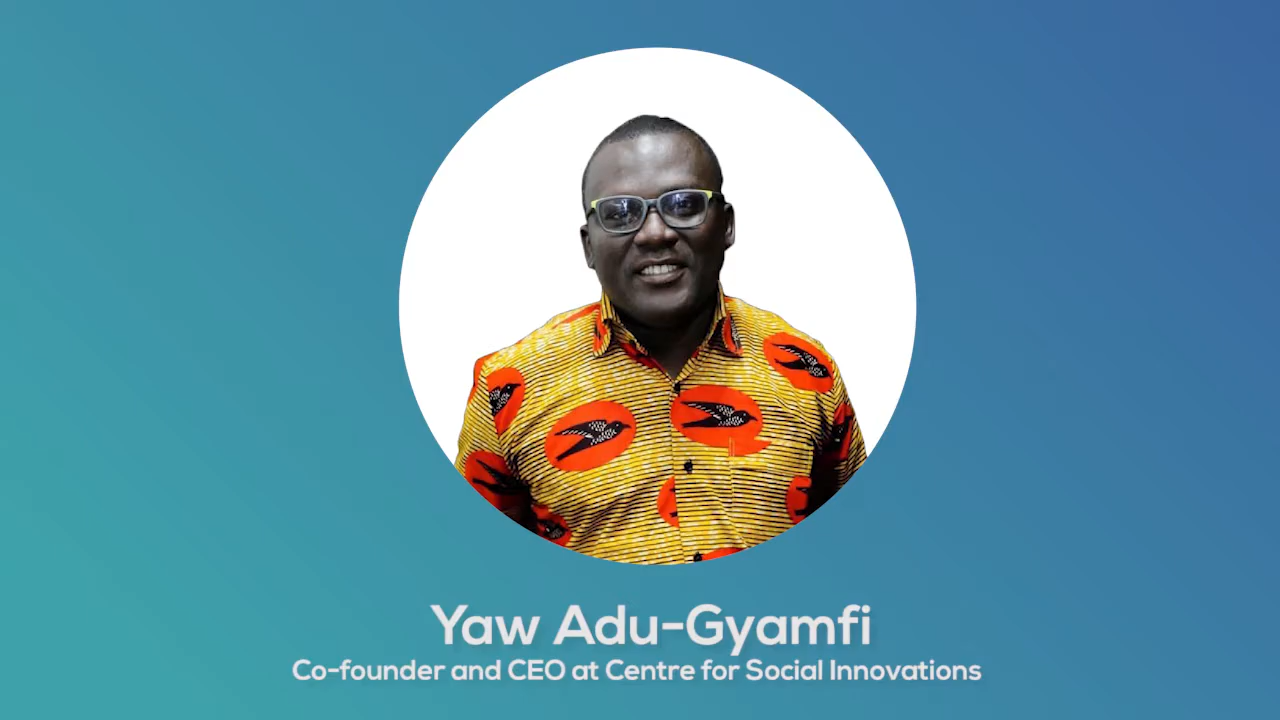 Yaw Adu-Gyamfi
Co-founder and CEO at Centre for Social Innovations